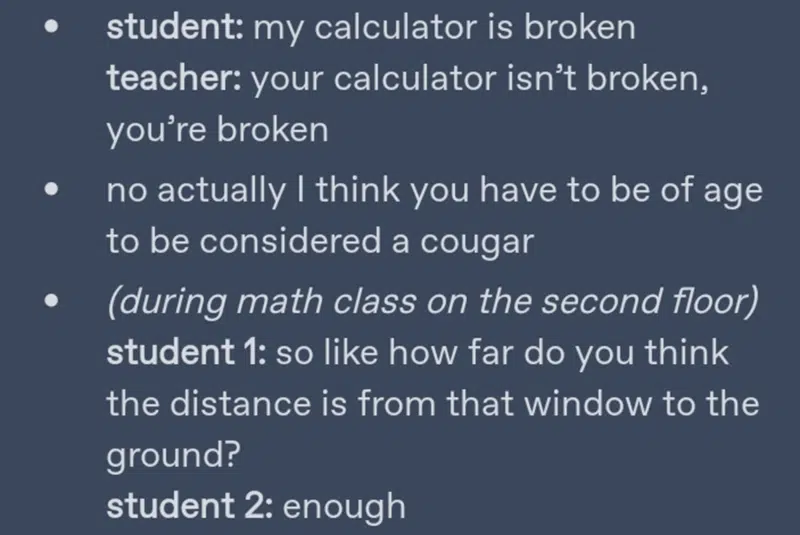 • student: my calculator is broken
teacher: your calculator isn’t broken,
you’re broken
• no actually I think you have to be of age
to be considered a cougar
• (during math class on the second floor)
student 1: so like how far do you think
the distance is from that window to the
ground?
student 2: enough